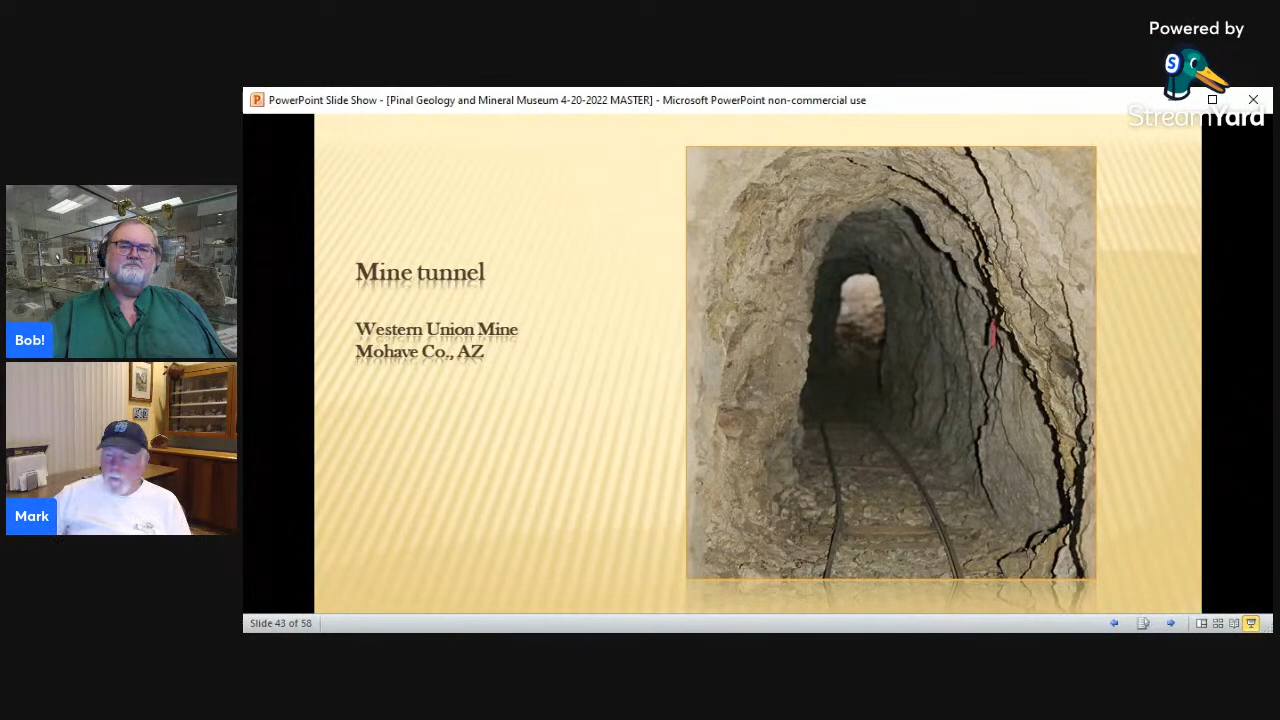 Powered by
S
StreamYard
P PowerPoint Slide Show - [Pinal Geology and Mineral Museum 4-20-2022 MASTER] - Microsoft PowerPoint non-commercial use
Mine tunnel
Western Union Mine
Mohave Co., AZ
Bob!
Mark
Slide 43 of 58